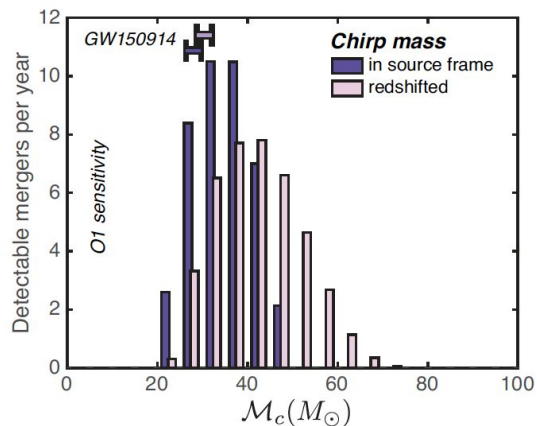 12
10
8
6
4
2
0
Detectable mergers per year
GW150914
O1 sensitivity
Chirp mass
in source frame
redshifted
0 20 40 60 80 100
ℳc(M☉)